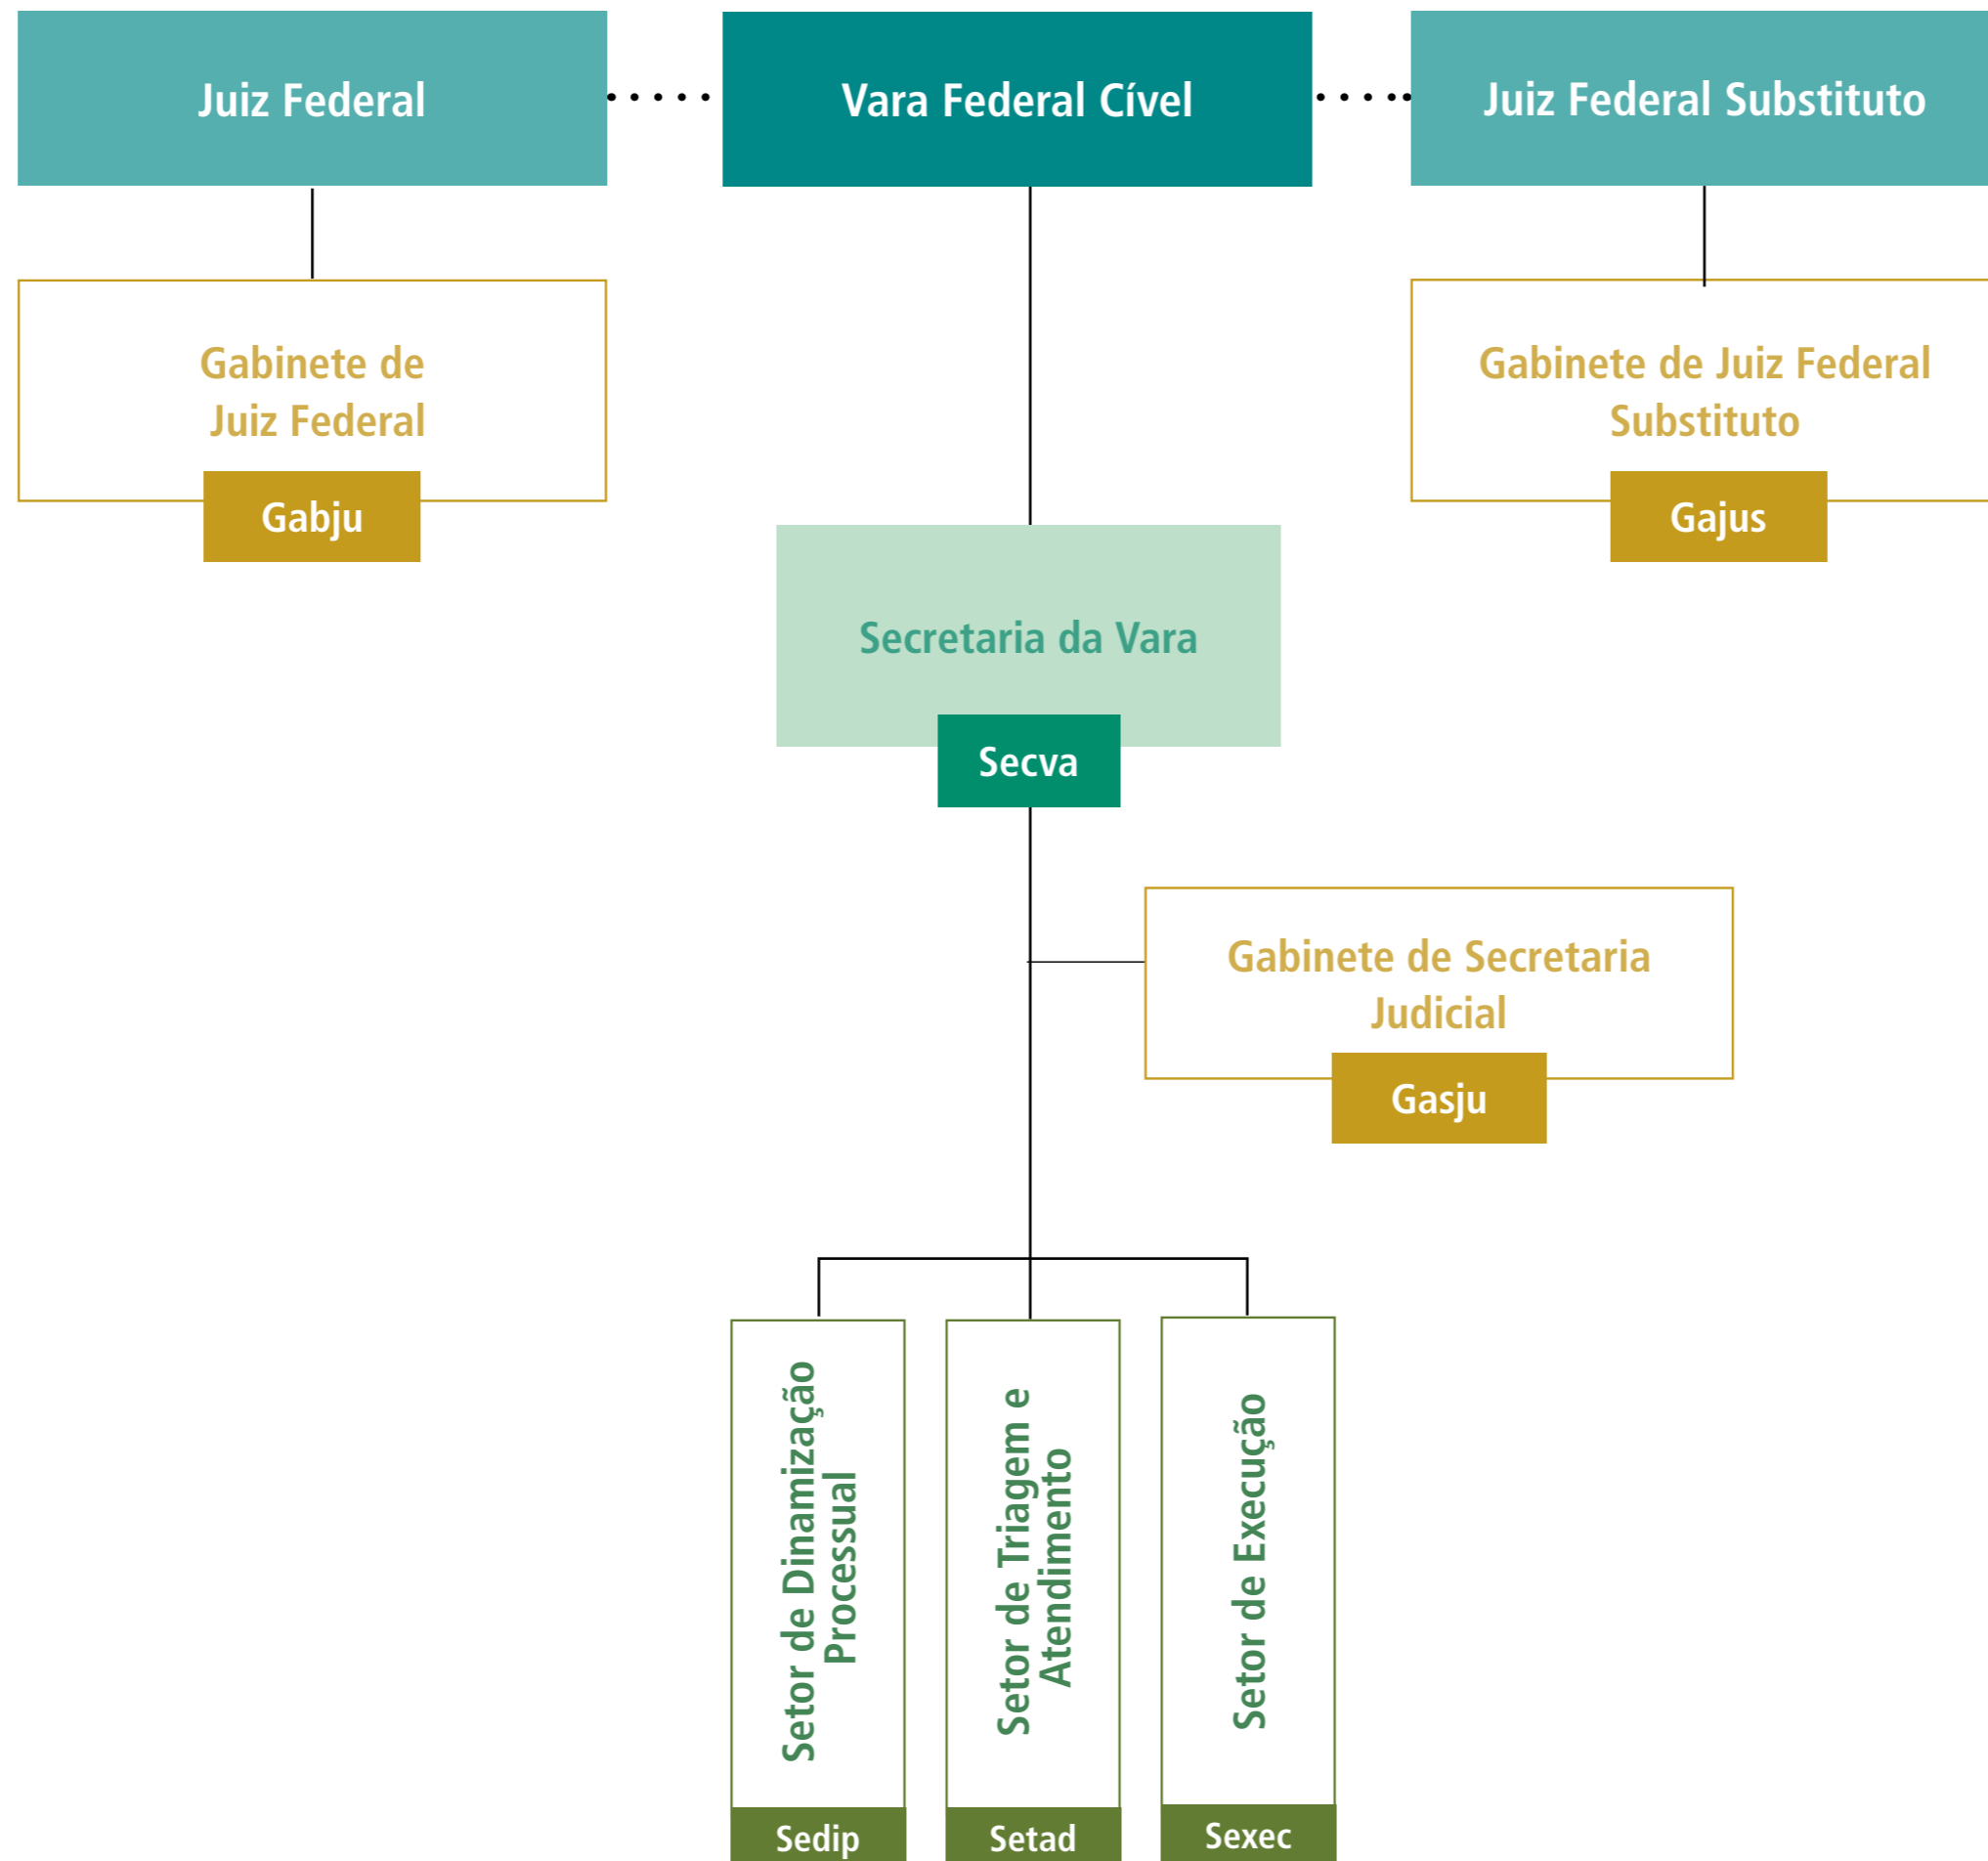 Juiz Federal
Vara Federal Cível
Juiz Federal Substituto
Gabinete de
Juiz Federal
Gabju
Gabinete de Juiz Federal
Substituto
Gajus
Secretaria da Vara
Secva
Gabinete de Secretaria
Judicial
Gasju
Setor de Dinamização
Processual
Sedip
Setor de Triagem e
Atendimento
Setad
Setor de Execução
Sexec